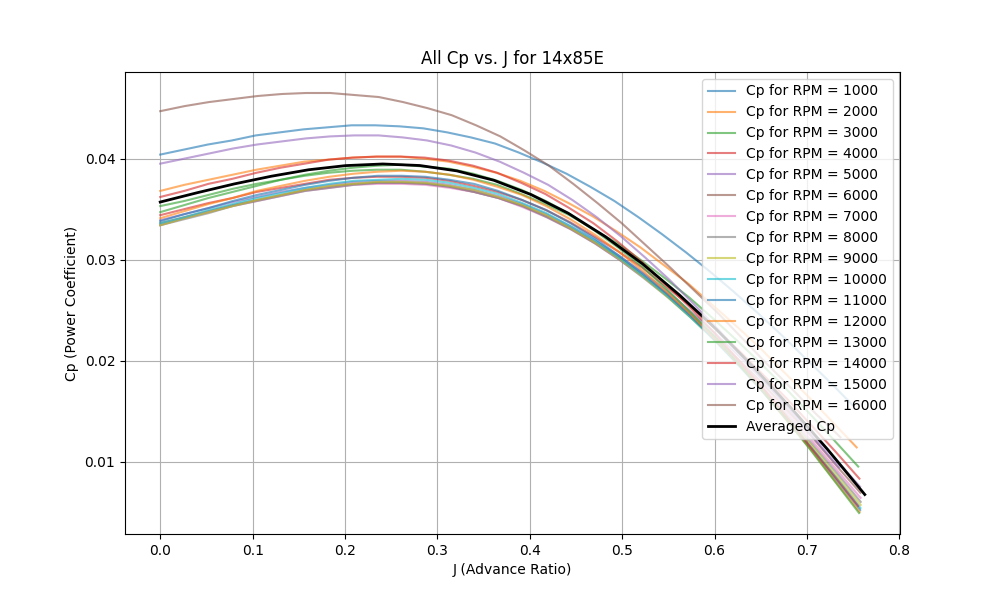 All Cp vs. J for 14x85E
Cp (Power Coefficient)
0.04
0.03
0.02
0.01
Cp for RPM = 1000
Cp for RPM = 2000
Cp for RPM = 3000
Cp for RPM = 4000
Cp for RPM = 5000
Cp for RPM = 6000
Cp for RPM = 7000
Cp for RPM = 8000
Cp for RPM = 9000
Cp for RPM = 10000
Cp for RPM = 11000
Cp for RPM = 12000
Cp for RPM = 13000
Cp for RPM = 14000
Cp for RPM = 15000
Cp for RPM = 16000
Averaged Cp
0.0 0.1 0.2 0.3 0.4 0.5 0.6 0.7 0.8
J (Advance Ratio)